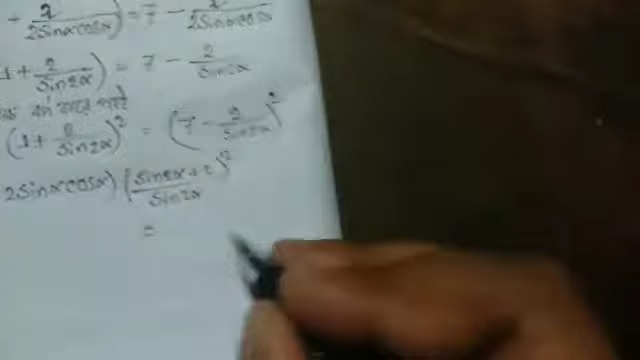 + 2/(2sinxcosx)) = 7 - 2/(2sinxcosx)
1 + 2/sin2x) = 7 - 2/sin2x
(1 + 2/sin2x)² = (7 - 2/sin2x)²
2sinxcosx) (sin2x+2/sin2x)²
=